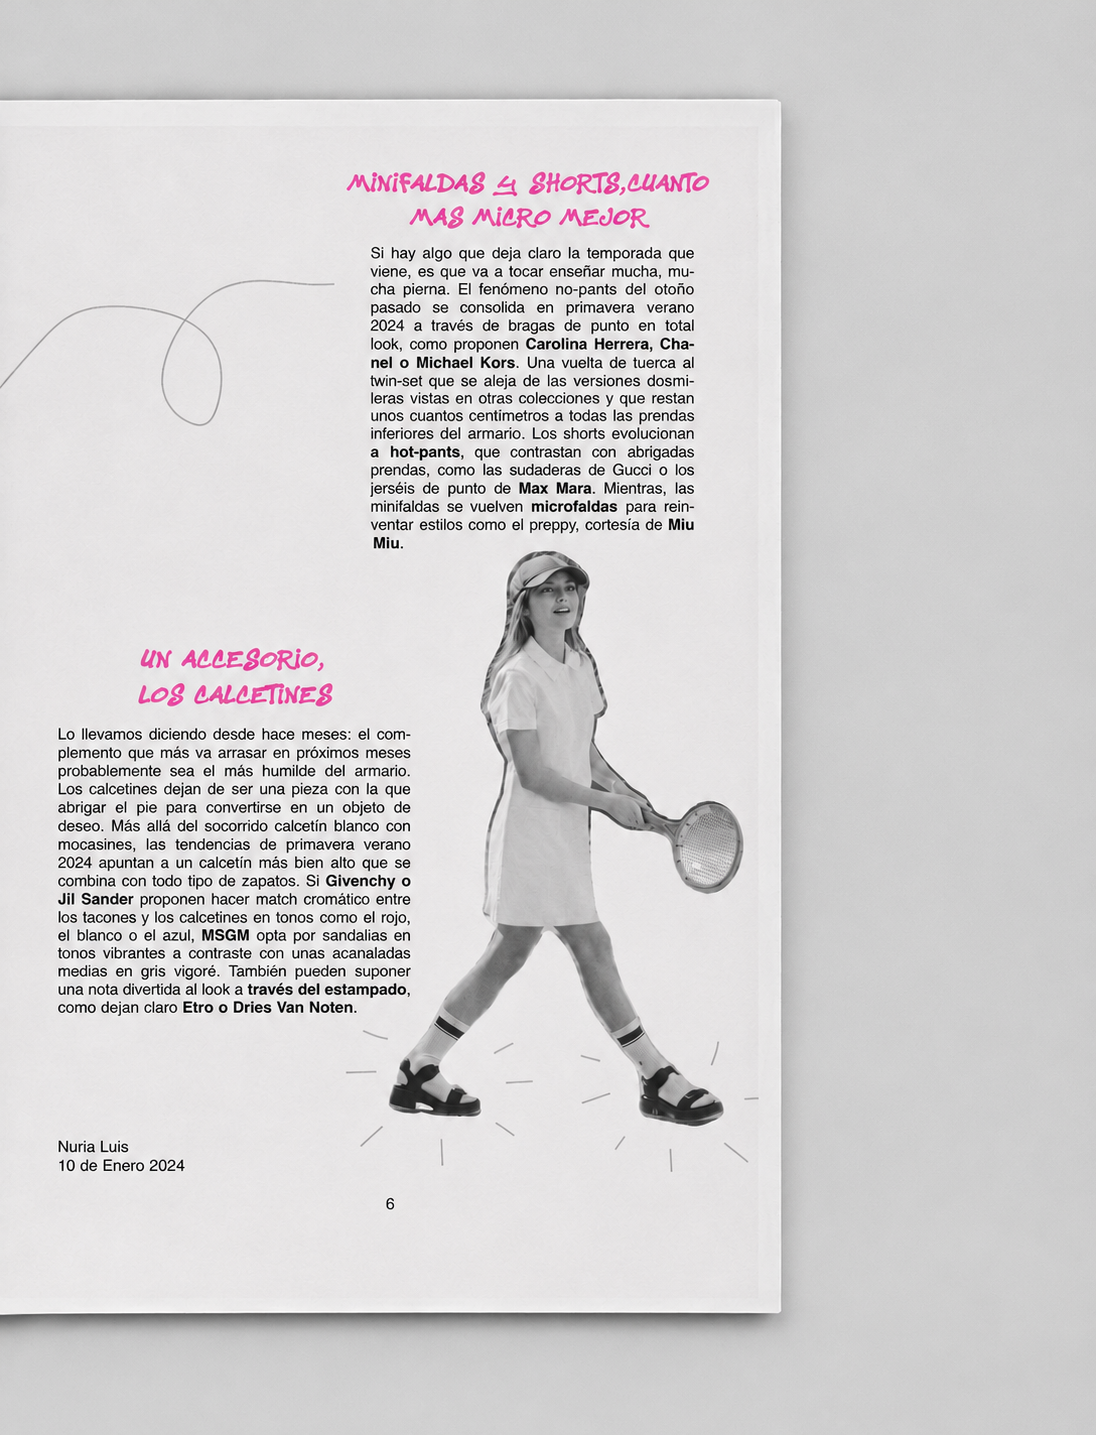 MINIFALDAS y SHORTS,CUANTO
MAS MICRO MEJOR
Si hay algo que deja claro la temporada que
viene, es que va a tocar enseñar mucha, mu-
cha pierna. El fenómeno no-pants del otoño
pasado se consolida en primavera verano
2024 a través de bragas de punto en total
look, como proponen Carolina Herrera, Cha-
nel o Michael Kors. Una vuelta de tuerca al
twin-set que se aleja de las versiones dosmi-
leras vistas en otras colecciones y que restan
unos cuantos centímetros a todas las prendas
inferiores del armario. Los shorts evolucionan
a hot-pants, que contrastan con abrigadas
prendas, como las sudaderas de Gucci o los
jerséis de punto de Max Mara. Mientras, las
minifaldas se vuelven microfaldas para rein-
ventar estilos como el preppy, cortesía de Miu
Miu.
UN ACCESORIO,
LOS CALCETINES
Lo llevamos diciendo desde hace meses: el com-
plemento que más va arrasar en próximos meses
probablemente sea el más humilde del armario.
Los calcetines dejan de ser una pieza con la que
abrigar el pie para convertirse en un objeto de
deseo. Más allá del socorrido calcetín blanco con
mocasines, las tendencias de primavera verano
2024 apuntan a un calcetín más bien alto que se
combina con todo tipo de zapatos. Si Givenchy o
Jil Sander proponen hacer match cromático entre
los tacones y los calcetines en tonos como el rojo,
el blanco o el azul, MSGM opta por sandalias en
tonos vibrantes a contraste con unas acanaladas
medias en gris vigoré. También pueden suponer
una nota divertida al look a través del estampado,
como dejan claro Etro o Dries Van Noten.
Nuria Luis
10 de Enero 2024
6